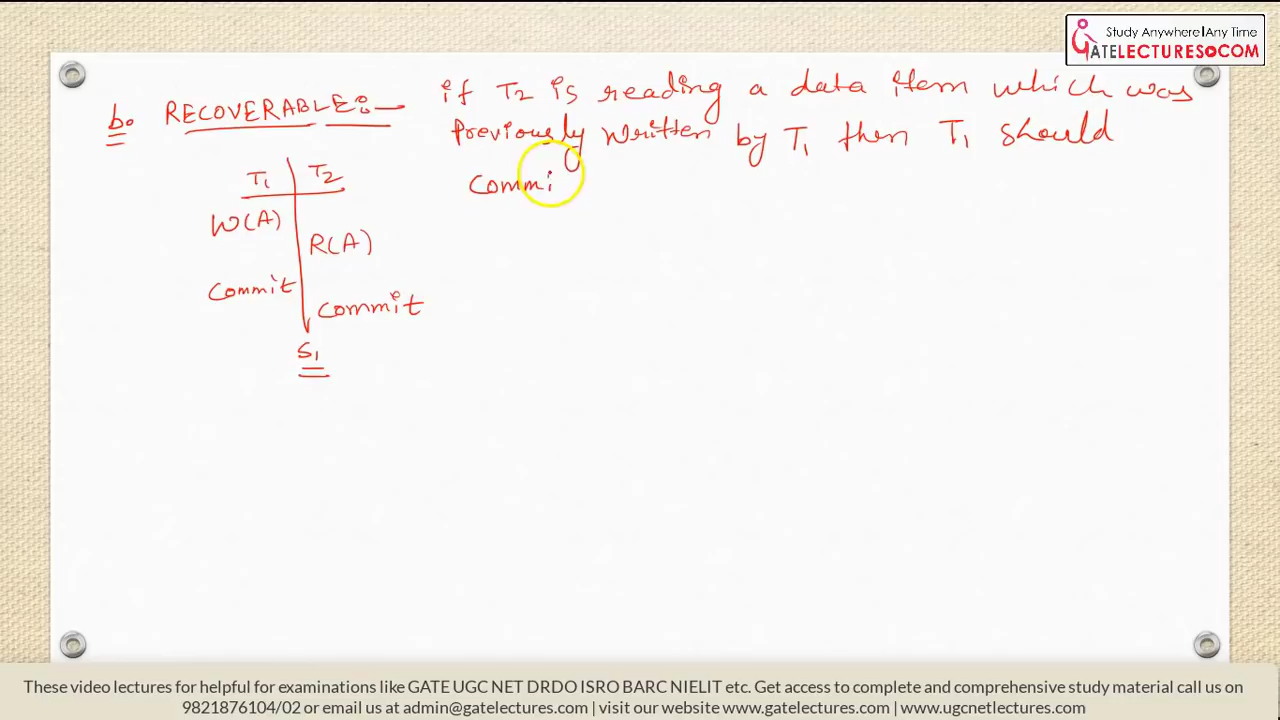 Study Anywhere|Any Time
GATELECTURES.COM
b. RECOVERABLE:—
if T2 is reading a data item which was
Previously written by T1 then T1 should
Commi
T1 T2
W(A)
R(A)
Commit
Commit
S1
These video lectures for helpful for examinations like GATE UGC NET DRDO ISRO BARC NIELIT etc. Get access to complete and comprehensive study material call us on
9821876104/02 or email us at admin@gatelectures.com | visit our website www.gatelectures.com | www.ugcnetlectures.com